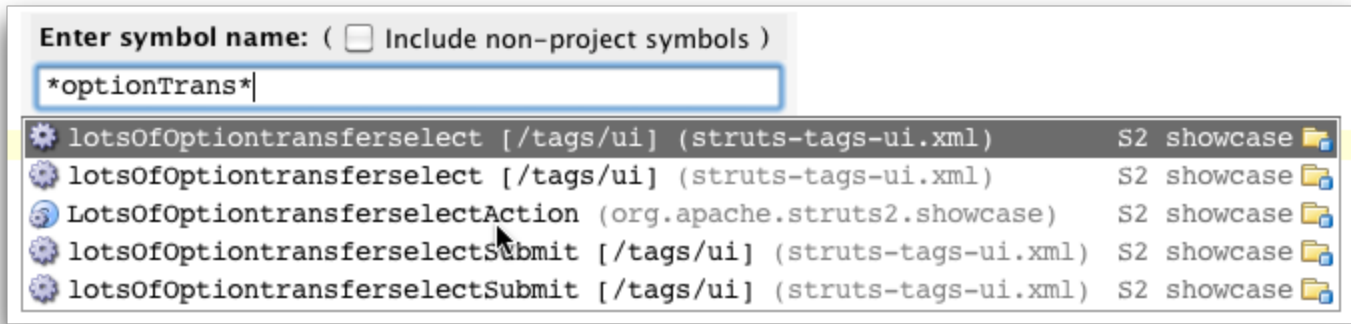 Enter symbol name: ( Include non-project symbols )
*optionTrans*
lotsOfOptiontransferselect [/tags/ui] (struts-tags-ui.xml) S2 showcase
lotsOfOptiontransferselect [/tags/ui] (struts-tags-ui.xml) S2 showcase
LotsOfOptiontransferselectAction (org.apache.struts2.showcase) S2 showcase
lotsOfOptiontransferselectSubmit [/tags/ui] (struts-tags-ui.xml) S2 showcase
lotsOfOptiontransferselectSubmit [/tags/ui] (struts-tags-ui.xml) S2 showcase